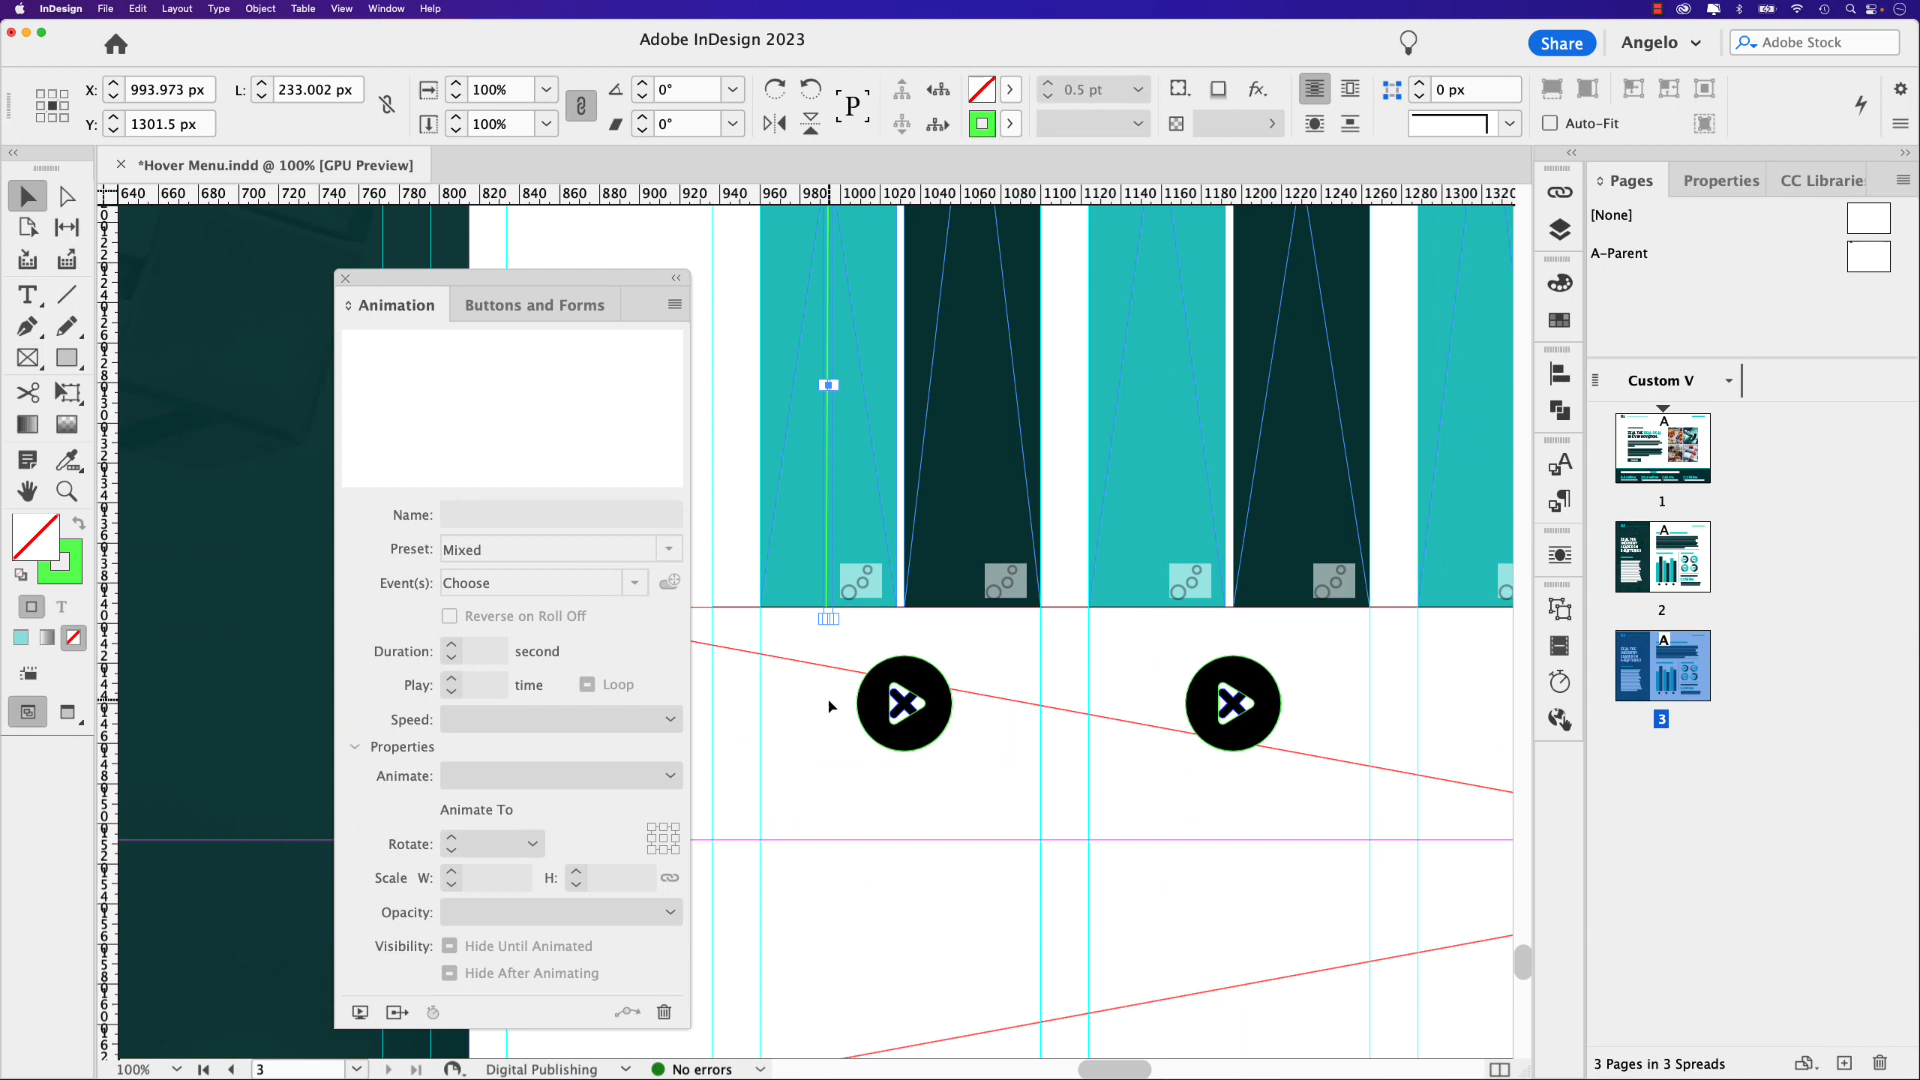 InDesign File Edit Layout Type Object Table View Window Help
Adobe InDesign 2023
Share Angelo Adobe Stock
X: 993.973 px L: 233.002 px 100% 0° 0.5 pt fx. 0 px
Y: 1301.5 px 100% 0° Auto-Fit
P
*Hover Menu.indd @ 100% [GPU Preview]
640 660 680 700 720 740 760 780 800 820 840 860 880 900 920 940 960 980 1000 1020 1040 1060 1080 1100 1120 1140 1160 1180 1200 1220 1240 1260 1280 1300 1320
Pages Properties CC Librarie
[None]
A-Parent
Custom V
A
1
A
2
A
3
3 Pages in 3 Spreads
Animation Buttons and Forms
Name:
Preset: Mixed
Event(s): Choose
Reverse on Roll Off
Duration: second
Play: time Loop
Speed:
Properties
Animate:
Animate To
Rotate:
Scale W: H:
Opacity:
Visibility: Hide Until Animated
Hide After Animating
100% 3 Digital Publishing No errors